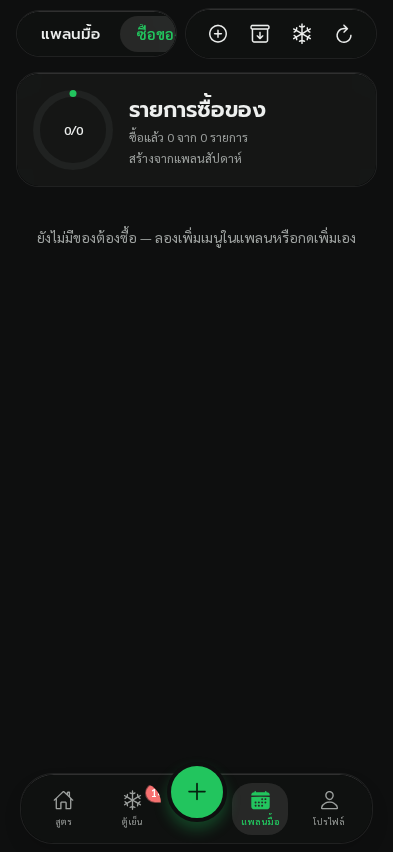 แพลนมื้อ
0/0
รายการซื้อของ
ซื้อแล้ว 0 จาก 0 รายการ
สร้างจากแพลนสัปดาห์
ยังไม่มีของต้องซื้อ — ลองเพิ่มเมนูในแพลนหรือกดเพิ่มเอง
สูตร
ตู้เย็น
แพลนมื้อ
โปรไฟล์